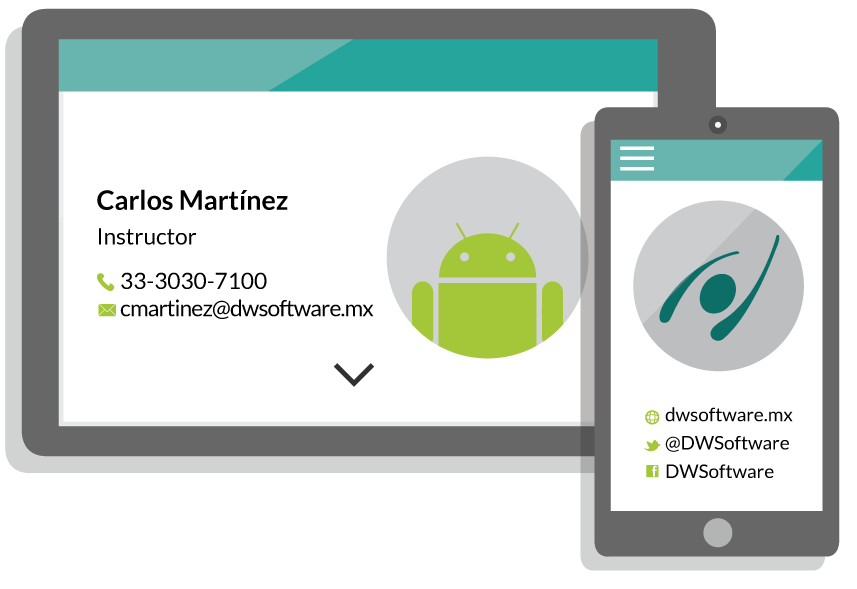 Carlos Martínez
Instructor
33-3030-7100
cmartinez@dwsoftware.mx
dwsoftware.mx
@DWSoftware
DWSoftware